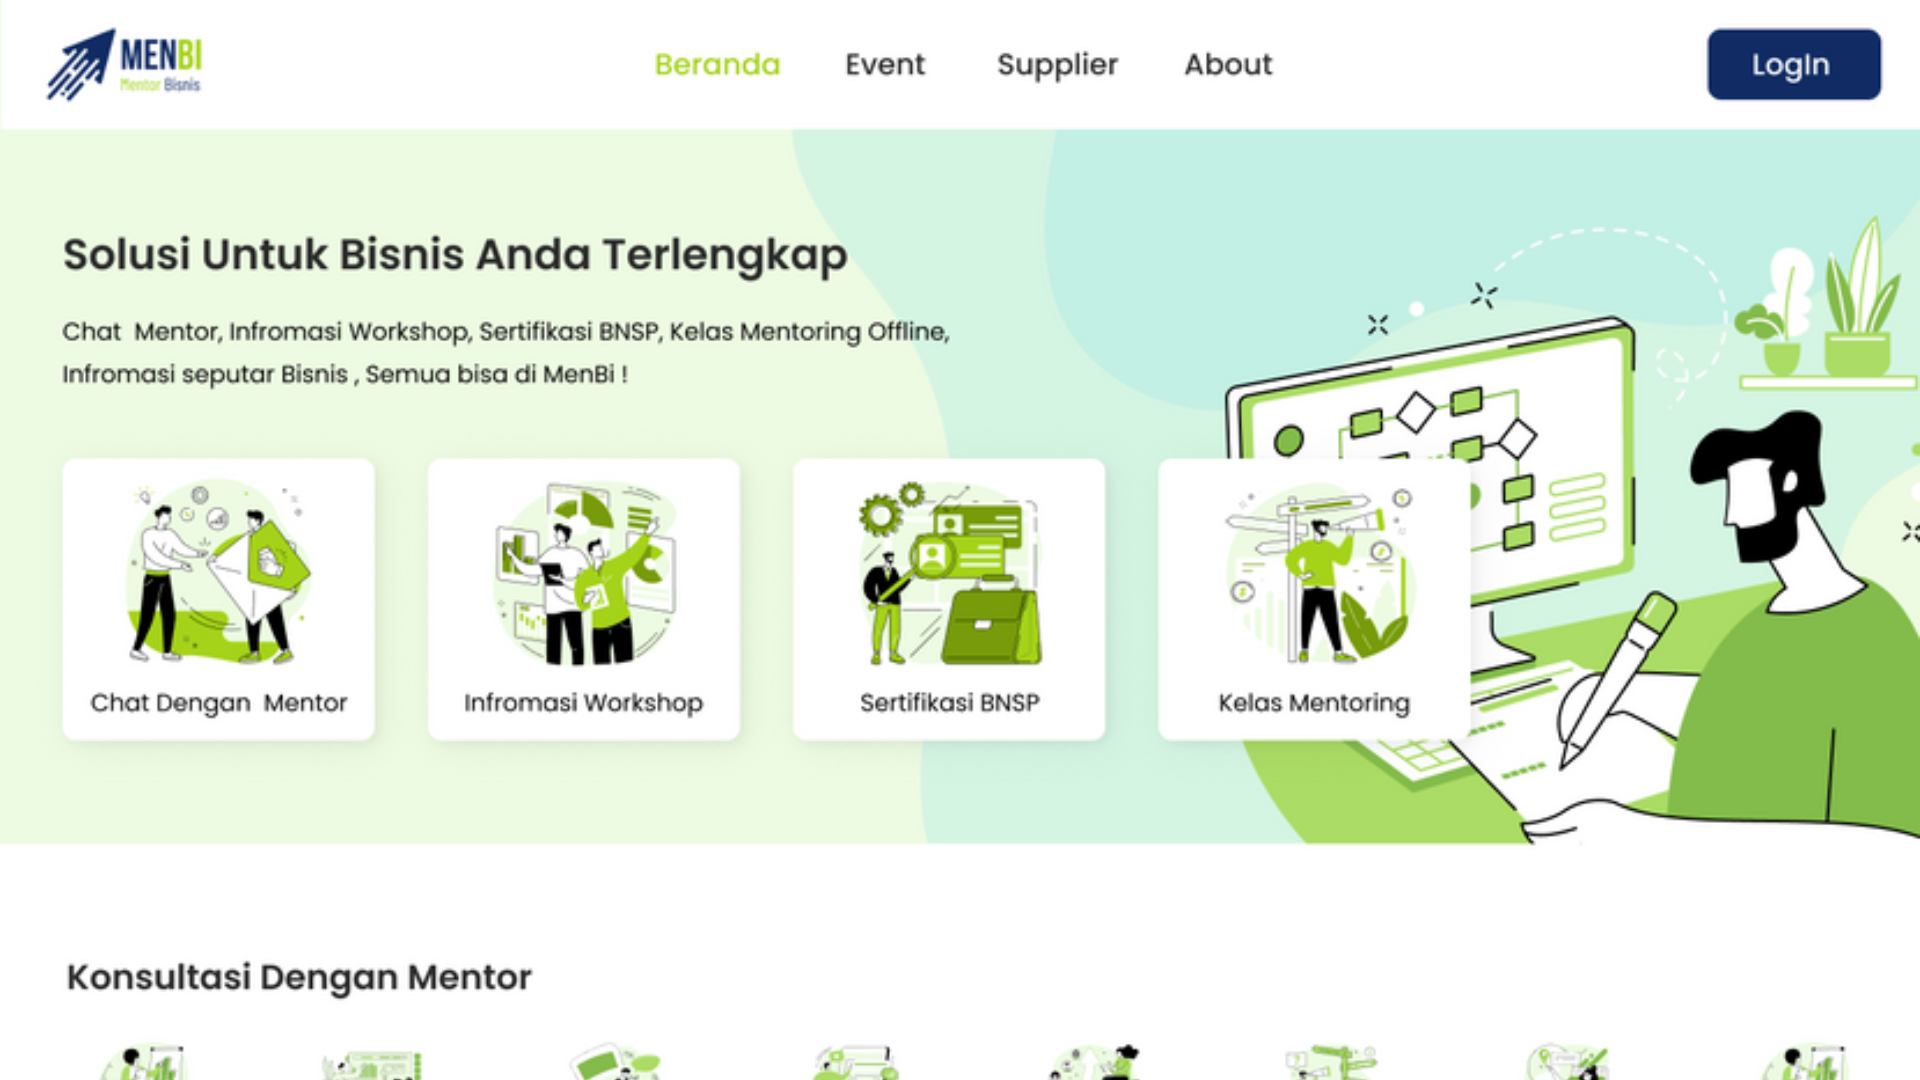 MENBI
Mentor Bisnis
Beranda
Event
Supplier
About
LogIn
Solusi Untuk Bisnis Anda Terlengkap
Chat  Mentor, Infromasi Workshop, Sertifikasi BNSP, Kelas Mentoring Offline,
Infromasi seputar Bisnis , Semua bisa di MenBi !
Chat Dengan  Mentor
Infromasi Workshop
Sertifikasi BNSP
Kelas Mentoring
Konsultasi Dengan Mentor